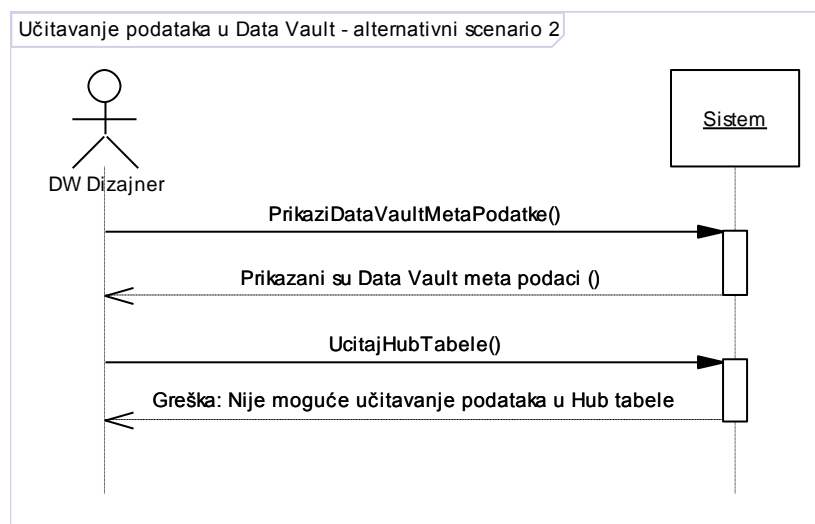 Učitavanje podataka u Data Vault - alternativni scenario 2
Sistem
DW Dizajner
PrikaziDataVaultMetaPodatke()
Prikazani su Data Vault meta podaci ()
UcitajHubTabele()
Greška: Nije moguće učitavanje podataka u Hub tabele